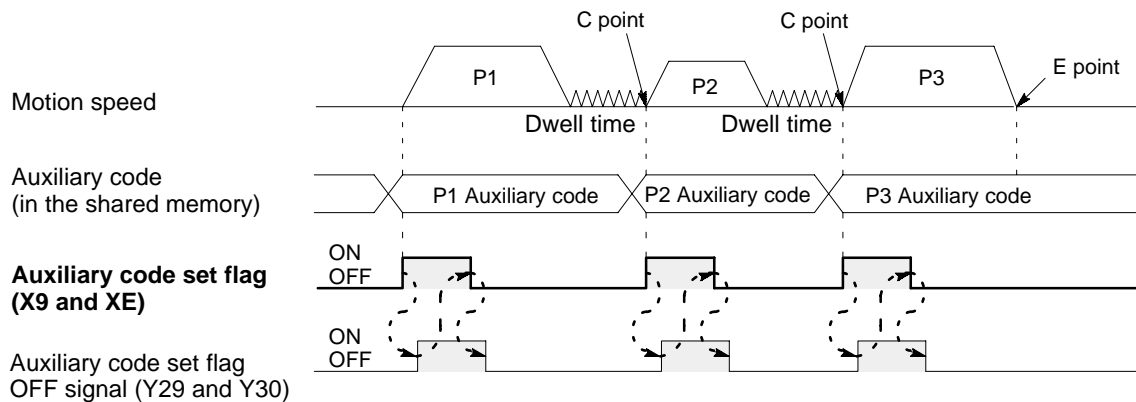 C point
C point
E point
P1
P2
P3
Motion speed
Dwell time
Dwell time
Auxiliary code
(in the shared memory)
P1 Auxiliary code
P2 Auxiliary code
P3 Auxiliary code
Auxiliary code set flag
(X9 and XE)
ON
OFF
Auxiliary code set flag
OFF signal (Y29 and Y30)
ON
OFF